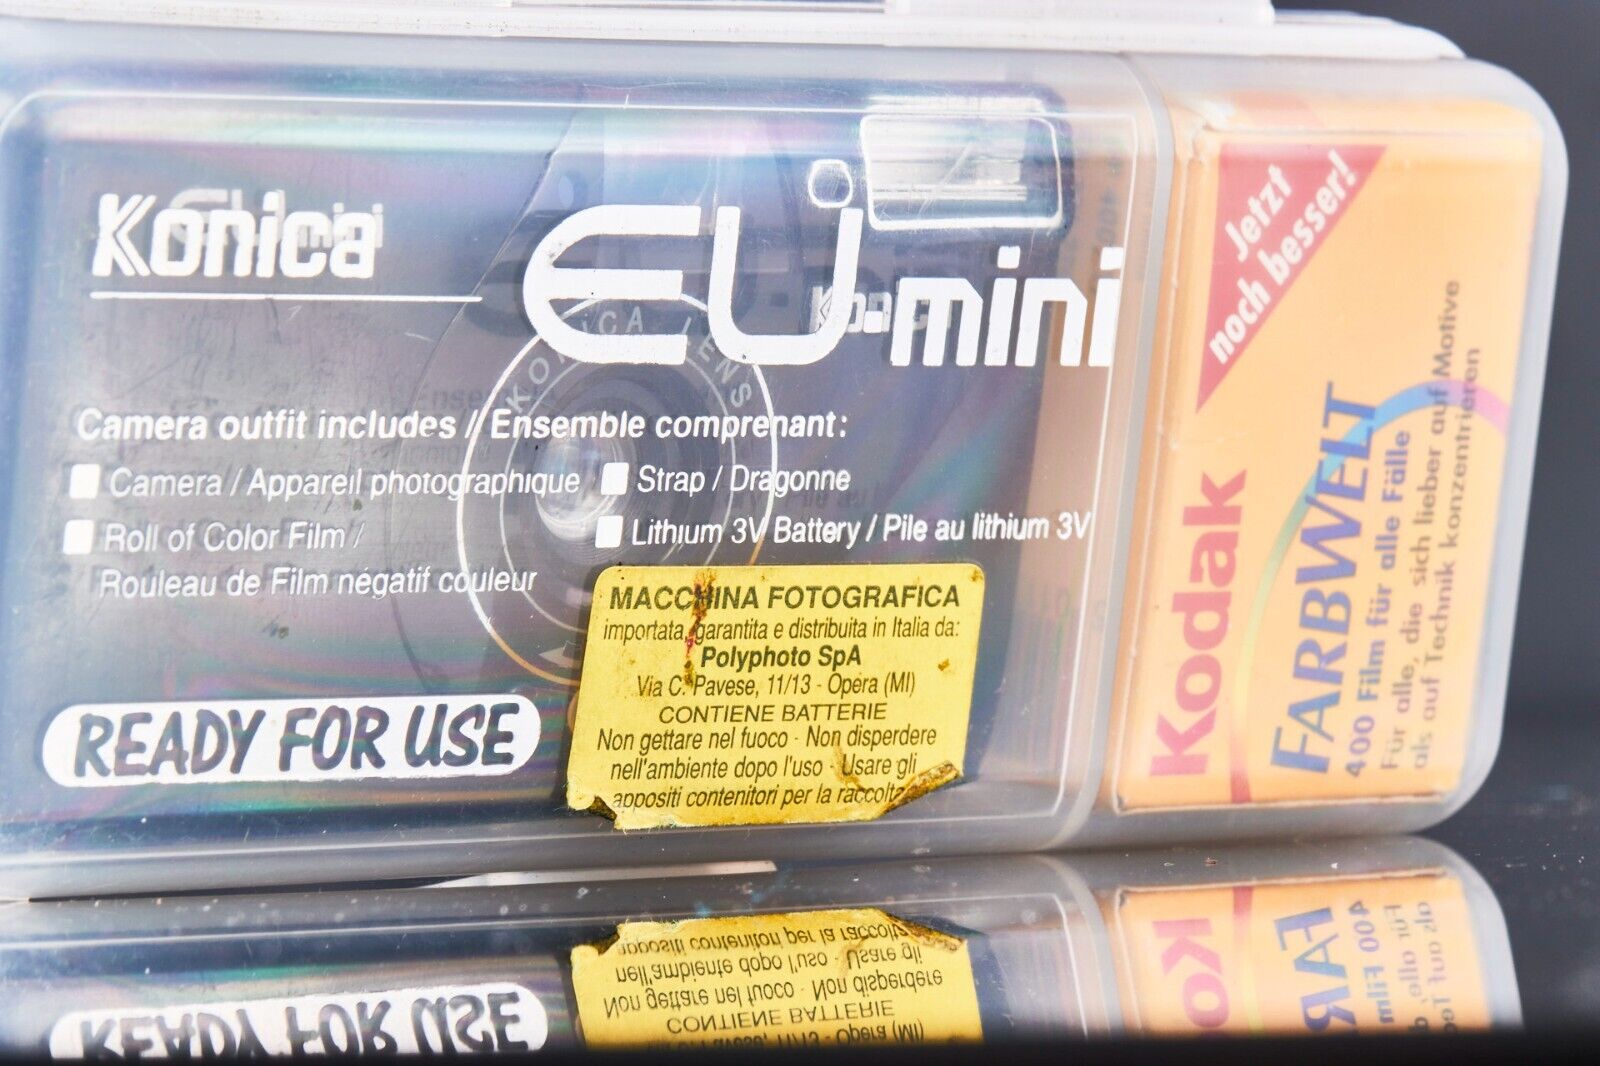 Konica
EU-mini
KONICA LENS
Camera outfit includes / Ensemble comprenant:
Camera / Appareil photographique
Strap / Dragonne
Roll of Color Film /
Rouleau de Film négatif couleur
Lithium 3V Battery / Pile au lithium 3V
READY FOR USE
MACCHINA FOTOGRAFICA
importata, garantita e distribuita in Italia da:
Polyphoto SpA
Via C. Pavese, 11/13 - Opera (MI)
CONTIENE BATTERIE
Non gettare nel fuoco - Non disperdere
nell'ambiente dopo l'uso - Usare gli
appositi contenitori per la raccolta
Jetzt
noch besser!
Kodak
FARBWELT
400 Film für alle Fälle
Für alle, die sich lieber auf Motive
als auf Technik konzentrieren